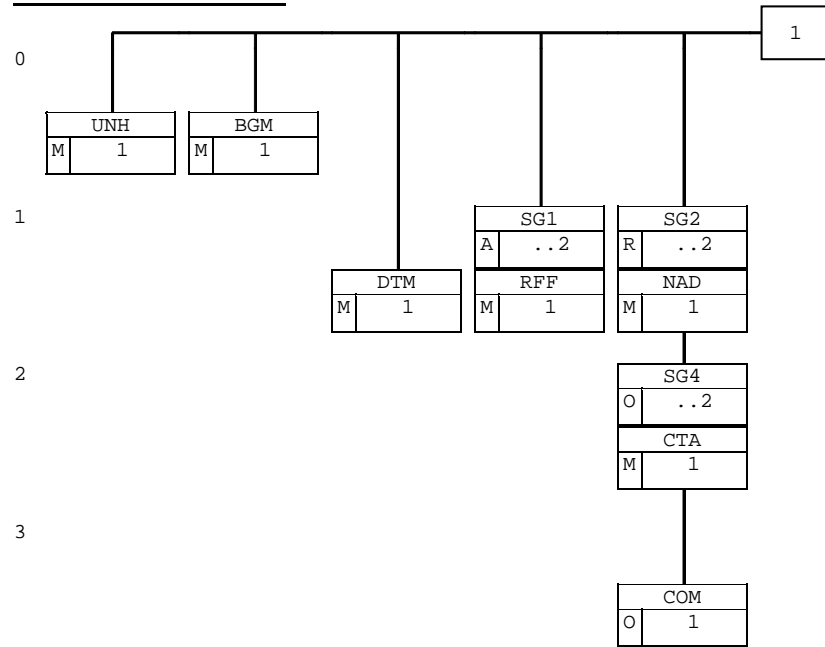 1
0
UNH BGM
M 1 M 1
1 SG1 SG2
A ..2 R ..2
DTM RFF NAD
M 1 M 1 M 1
2 SG4
O ..2
CTA
M 1
3
COM
O 1